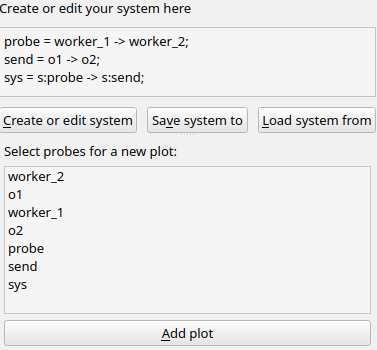 Create or edit your system here
probe = worker_1 -> worker_2;
send = o1 -> o2;
sys = s:probe -> s:send;
Create or edit system Save system to Load system from
Select probes for a new plot:
worker_2
o1
worker_1
o2
probe
send
sys
Add plot